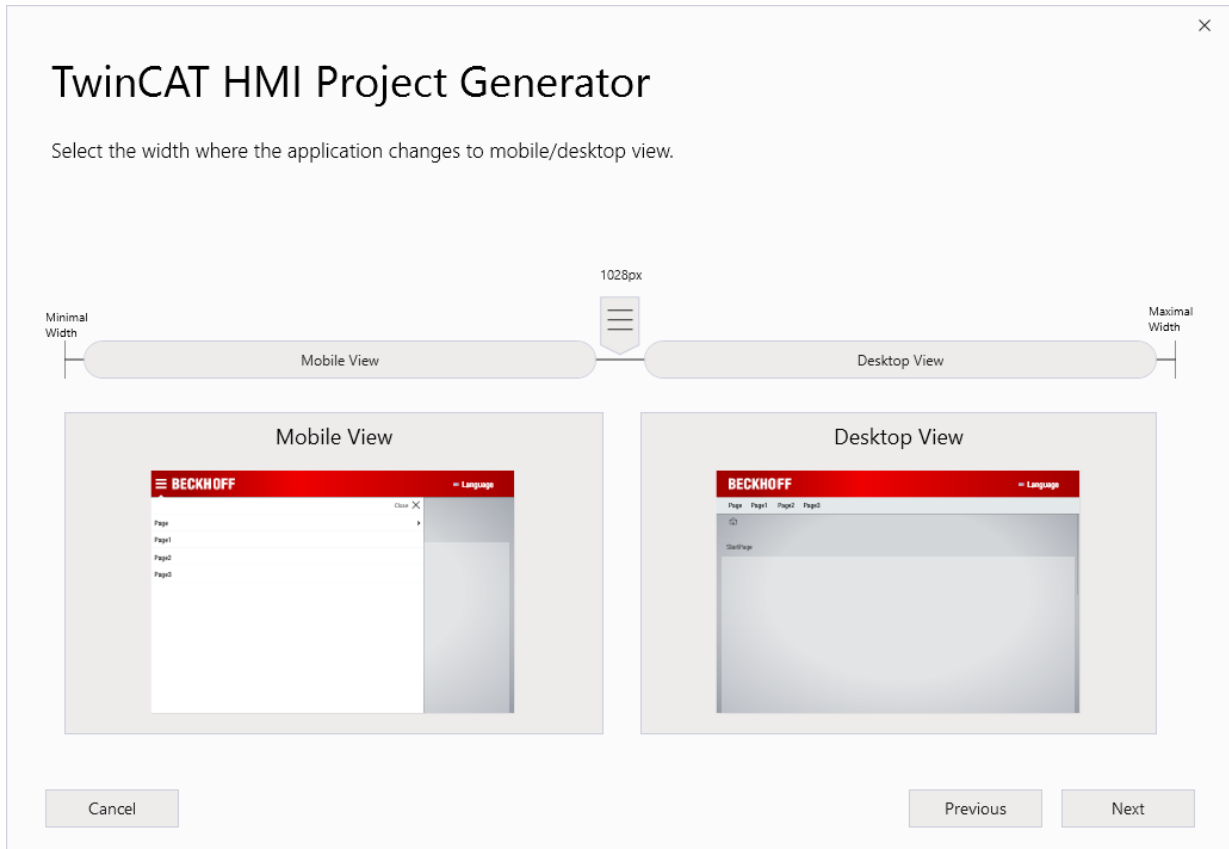 TwinCAT HMI Project Generator
Select the width where the application changes to mobile/desktop view.
1028px
Minimal
Width
Maximal
Width
Mobile View
Desktop View
Mobile View
BECKHOFF
Language
Close
Page
Page1
Page2
Page3
Desktop View
BECKHOFF
Language
Page Page1 Page2 Page3
StartPage
Cancel
Previous
Next